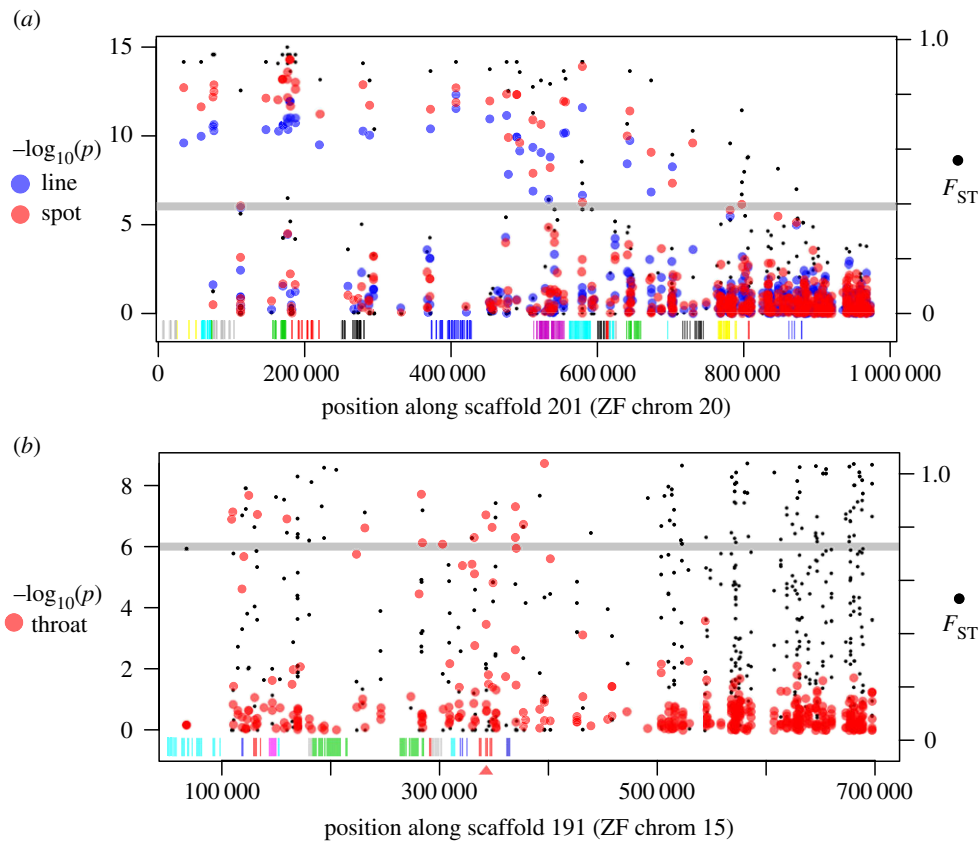 (a)
15
1.0
10
–log10(p)
line
spot
FST
5
0
0
0
200 000
400 000
600 000
800 000
1 000 000
position along scaffold 201 (ZF chrom 20)
(b)
8
1.0
6
–log10(p)
throat
4
FST
2
0
0
100 000
300 000
500 000
700 000
position along scaffold 191 (ZF chrom 15)